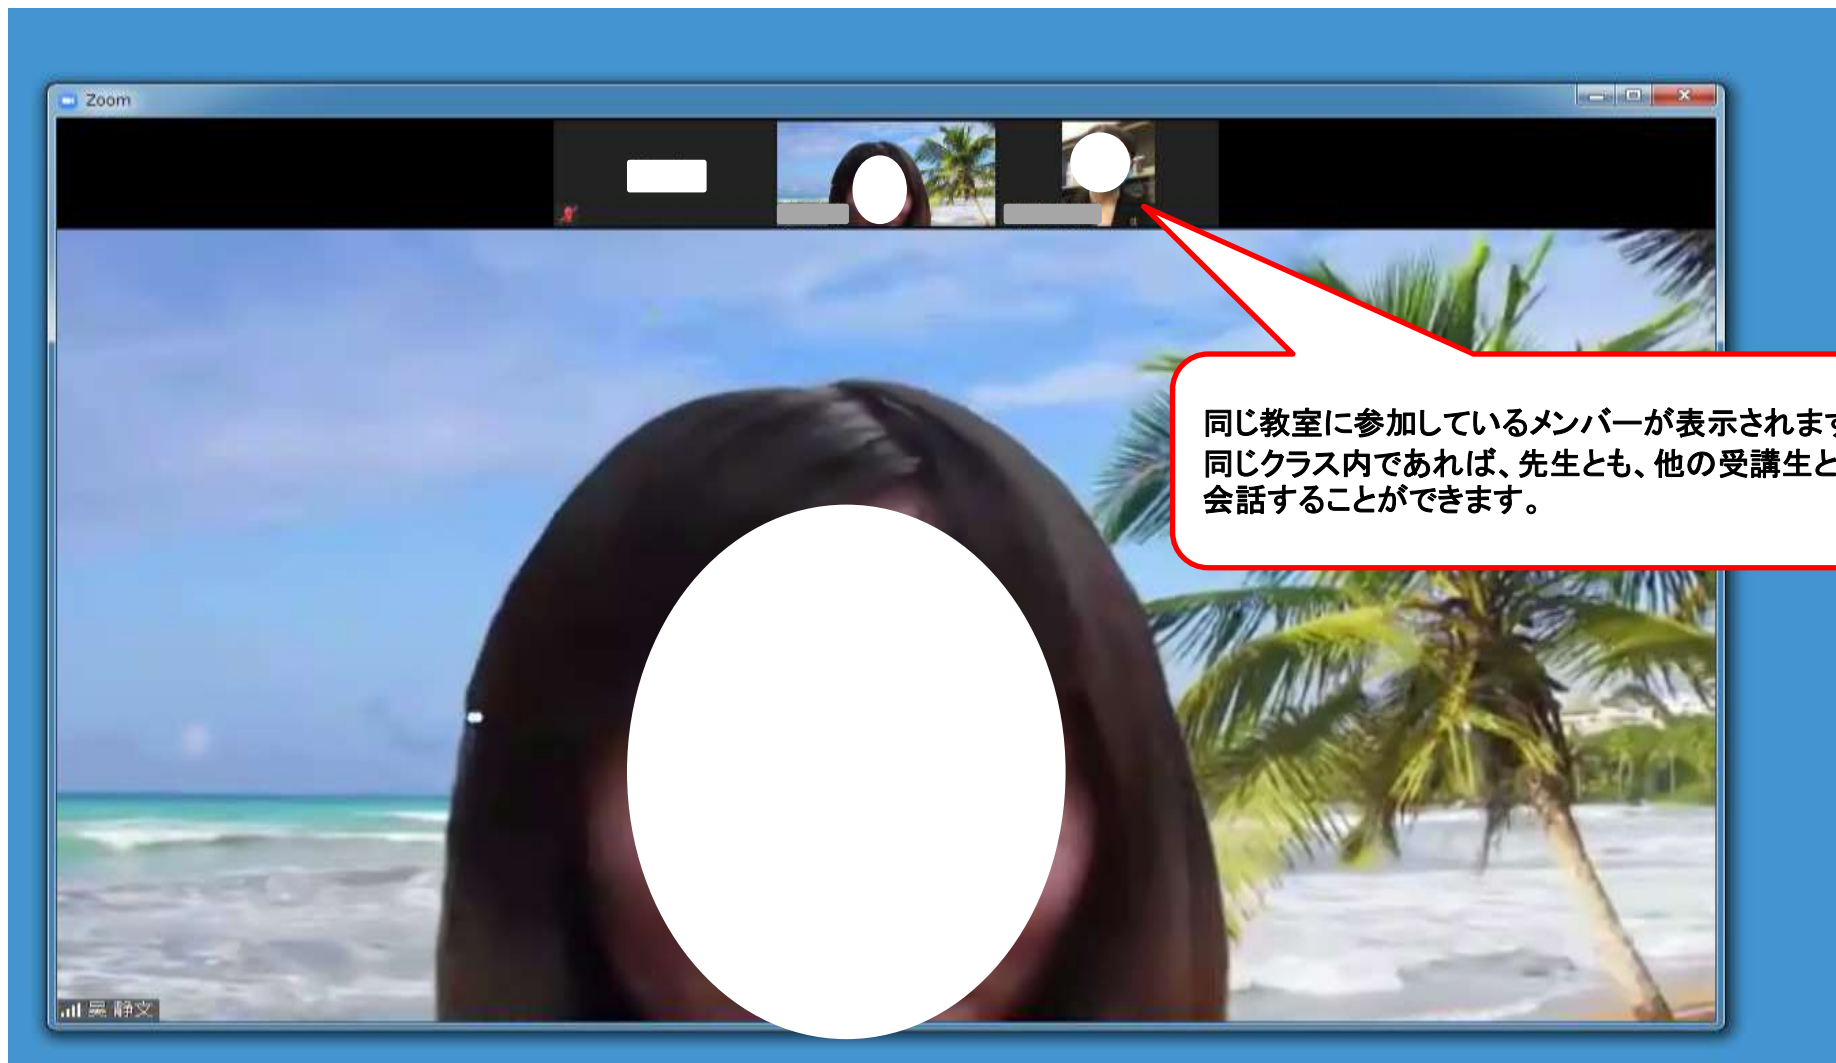 Zoom
同じ教室に参加しているメンバーが表示されます
同じクラス内であれば、先生とも、他の受講生と
会話することができます。
吴 静文